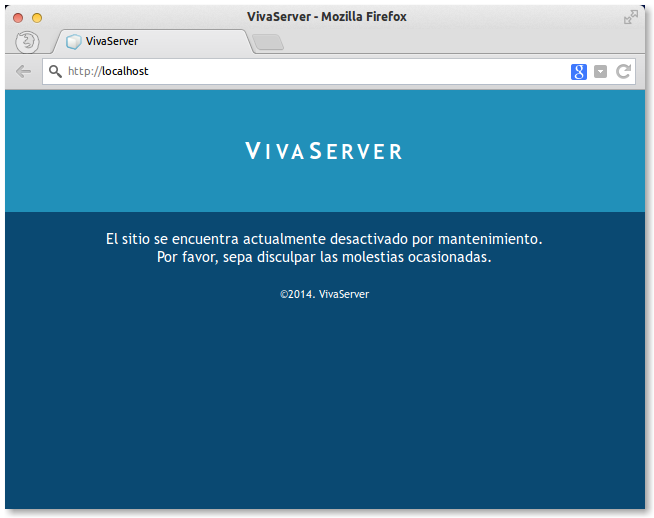 VivaServer - Mozilla Firefox
VivaServer
http://localhost
VIVASERVER
El sitio se encuentra actualmente desactivado por mantenimiento.
Por favor, sepa disculpar las molestias ocasionadas.
©2014. VivaServer